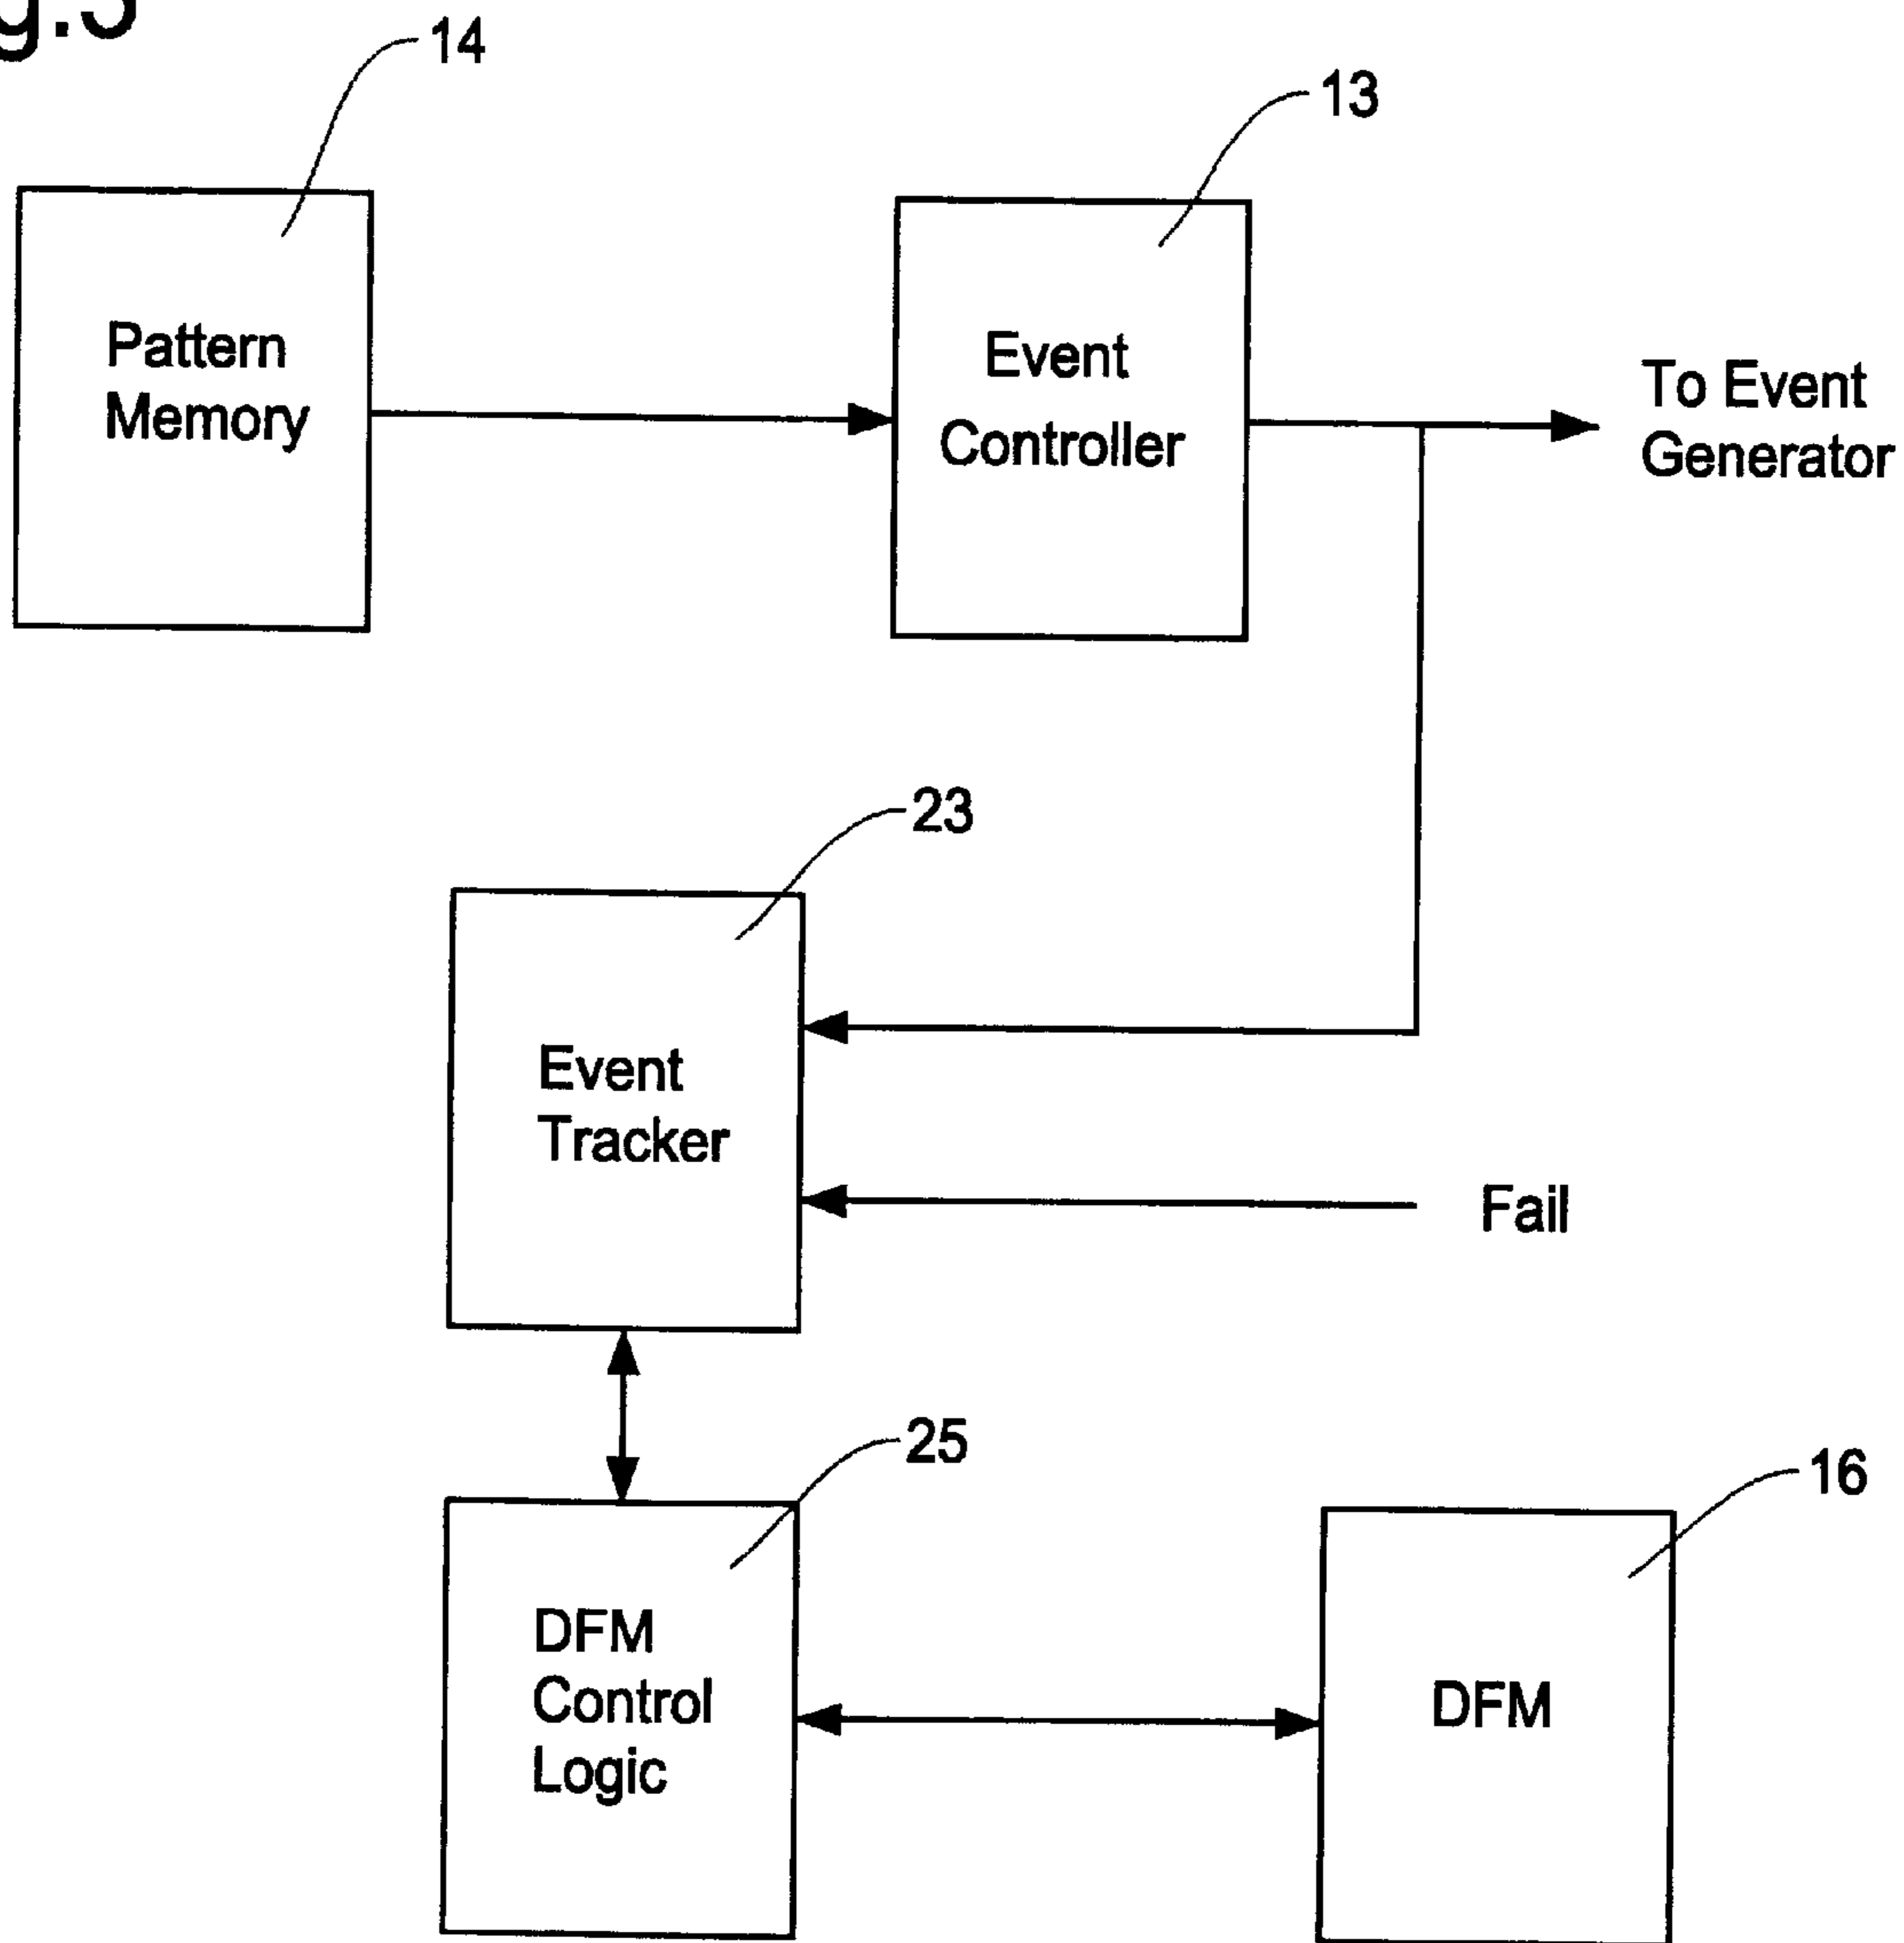 14
13
Pattern
Memory
Event
Controller
To Event
Generator
23
Event
Tracker
Fail
25
16
DFM
Control
Logic
DFM